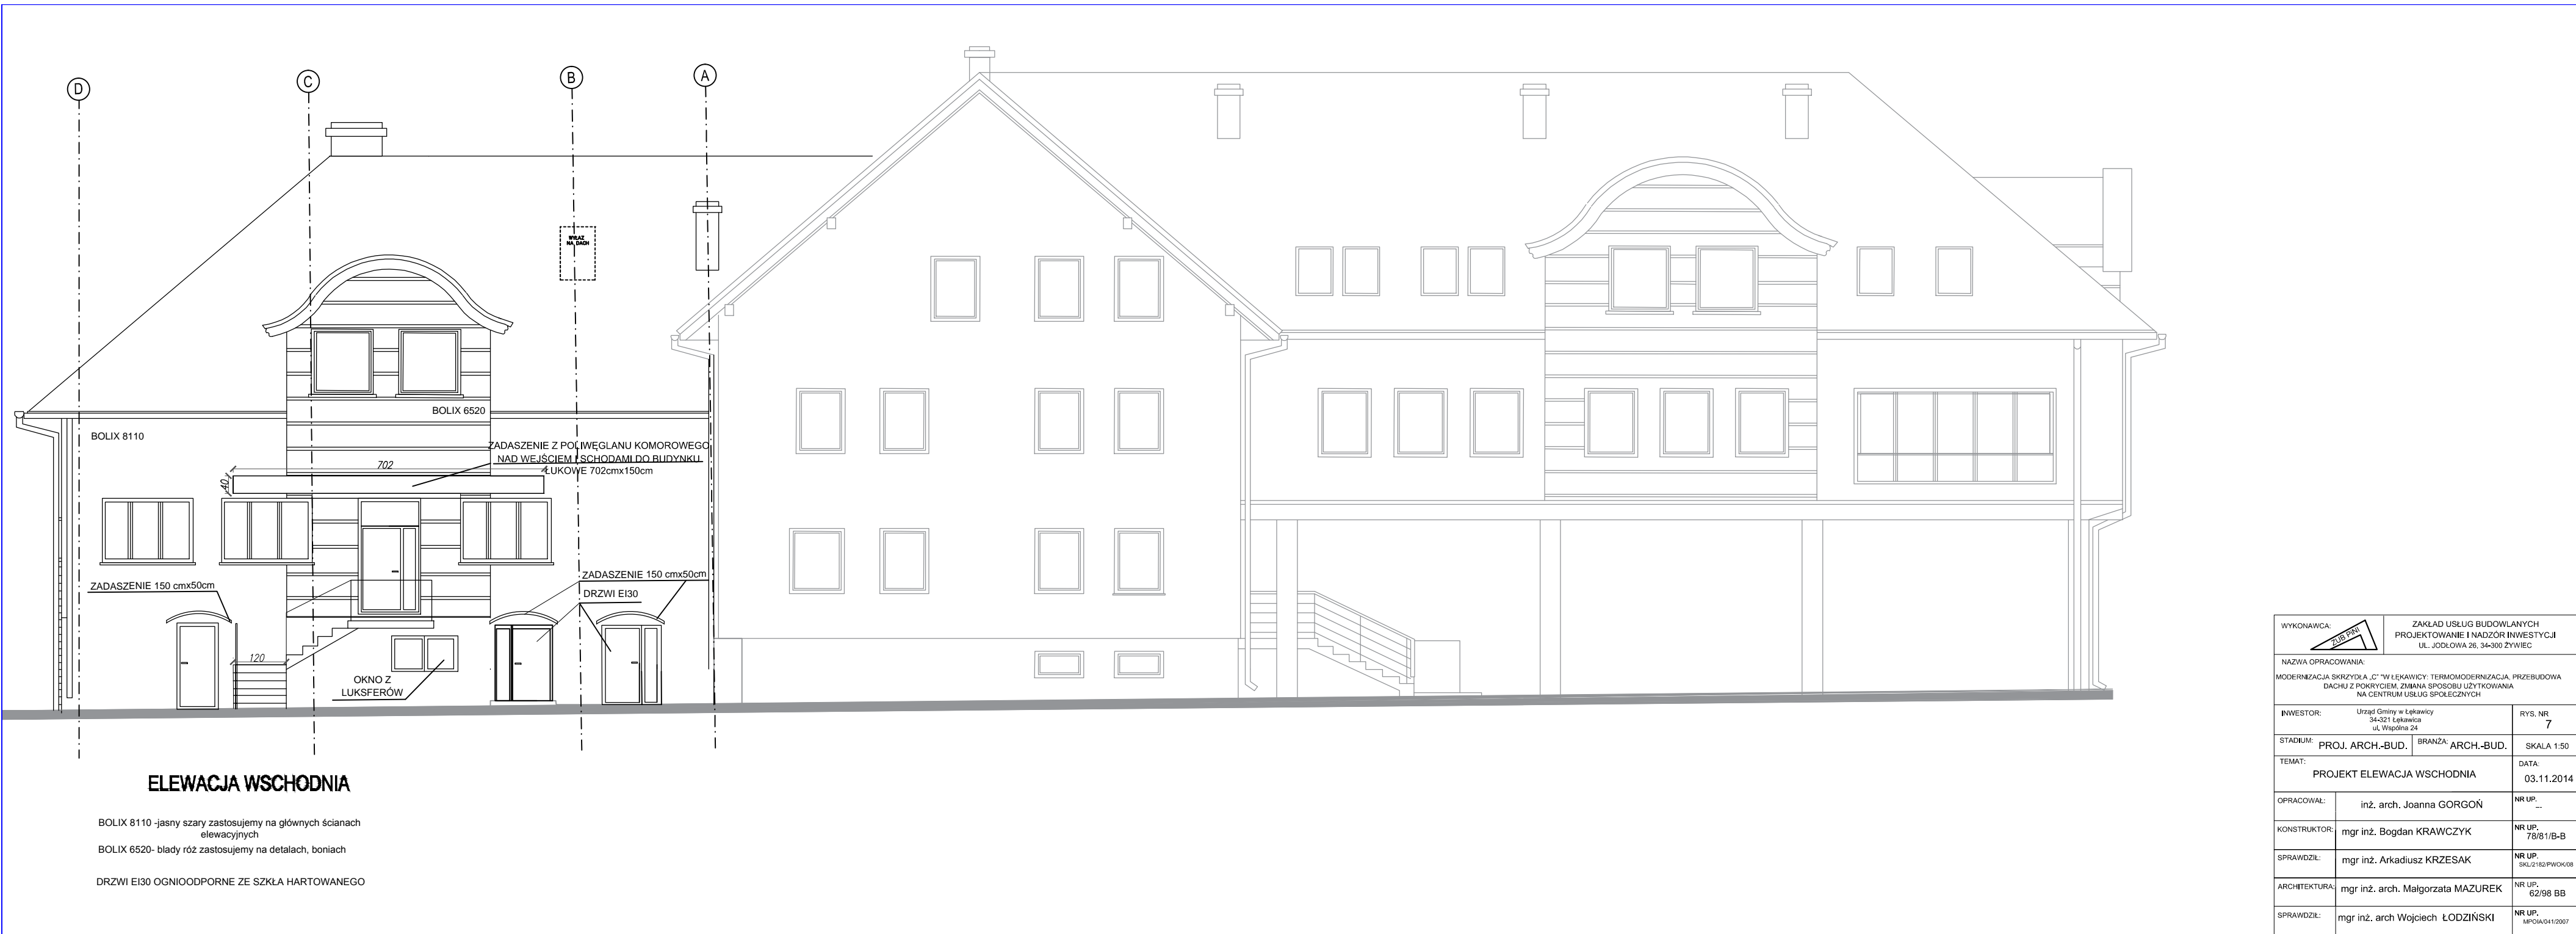 D
C
B
A
WYŁAZ
NA DACH
BOLIX 6520
BOLIX 8110
ZADASZENIE Z POLIWĘGLANU KOMOROWEGO
NAD WEJŚCIEM I SCHODAMI DO BUDYNKU
ŁUKOWE 702cmx150cm
702
40
ZADASZENIE 150 cmx50cm
ZADASZENIE 150 cmx50cm
DRZWI EI30
120
OKNO Z
LUKSFERÓW
ELEWACJA WSCHODNIA
BOLIX 8110 -jasny szary zastosujemy na głównych ścianach
elewacyjnych
BOLIX 6520- blady róż zastosujemy na detalach, boniach
DRZWI EI30 OGNIOODPORNE ZE SZKŁA HARTOWANEGO
WYKONAWCA:
ZUB PiNI
ZAKŁAD USŁUG BUDOWLANYCH
PROJEKTOWANIE I NADZÓR INWESTYCJI
UL. JODŁOWA 26, 34-300 ŻYWIEC
NAZWA OPRACOWANIA:
MODERNIZACJA SKRZYDŁA „C" "W ŁĘKAWICY: TERMOMODERNIZACJA, PRZEBUDOWA
DACHU Z POKRYCIEM, ZMIANA SPOSOBU UŻYTKOWANIA
NA CENTRUM USŁUG SPOŁECZNYCH
INWESTOR:
Urząd Gminy w Łękawicy
34-321 Łękawica
ul, Wspólna 24
RYS. NR
7
STADIUM: PROJ. ARCH.-BUD.
BRANŻA: ARCH.-BUD.
SKALA 1:50
TEMAT:
PROJEKT ELEWACJA WSCHODNIA
DATA:
03.11.2014
OPRACOWAŁ:
inż. arch. Joanna GORGOŃ
NR UP.
--
KONSTRUKTOR:
mgr inż. Bogdan KRAWCZYK
NR UP.
78/81/B-B
SPRAWDZIŁ:
mgr inż. Arkadiusz KRZESAK
NR UP.
SKL/2182/PWOK/08
ARCHITEKTURA:
mgr inż. arch. Małgorzata MAZUREK
NR UP.
62/98 BB
SPRAWDZIŁ:
mgr inż. arch Wojciech ŁODZIŃSKI
NR UP.
MPOIA/041/2007